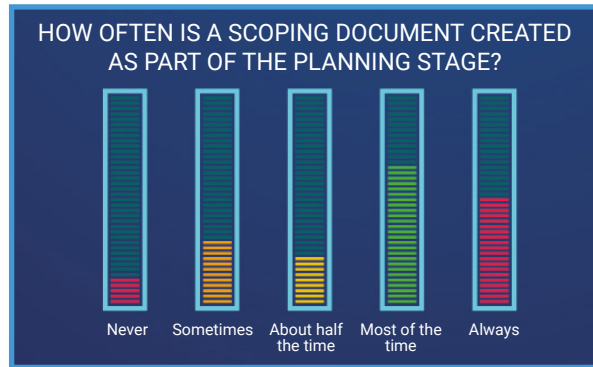 HOW OFTEN IS A SCOPING DOCUMENT CREATED
AS PART OF THE PLANNING STAGE?
Never
Sometimes
About half
the time
Most of the
time
Always